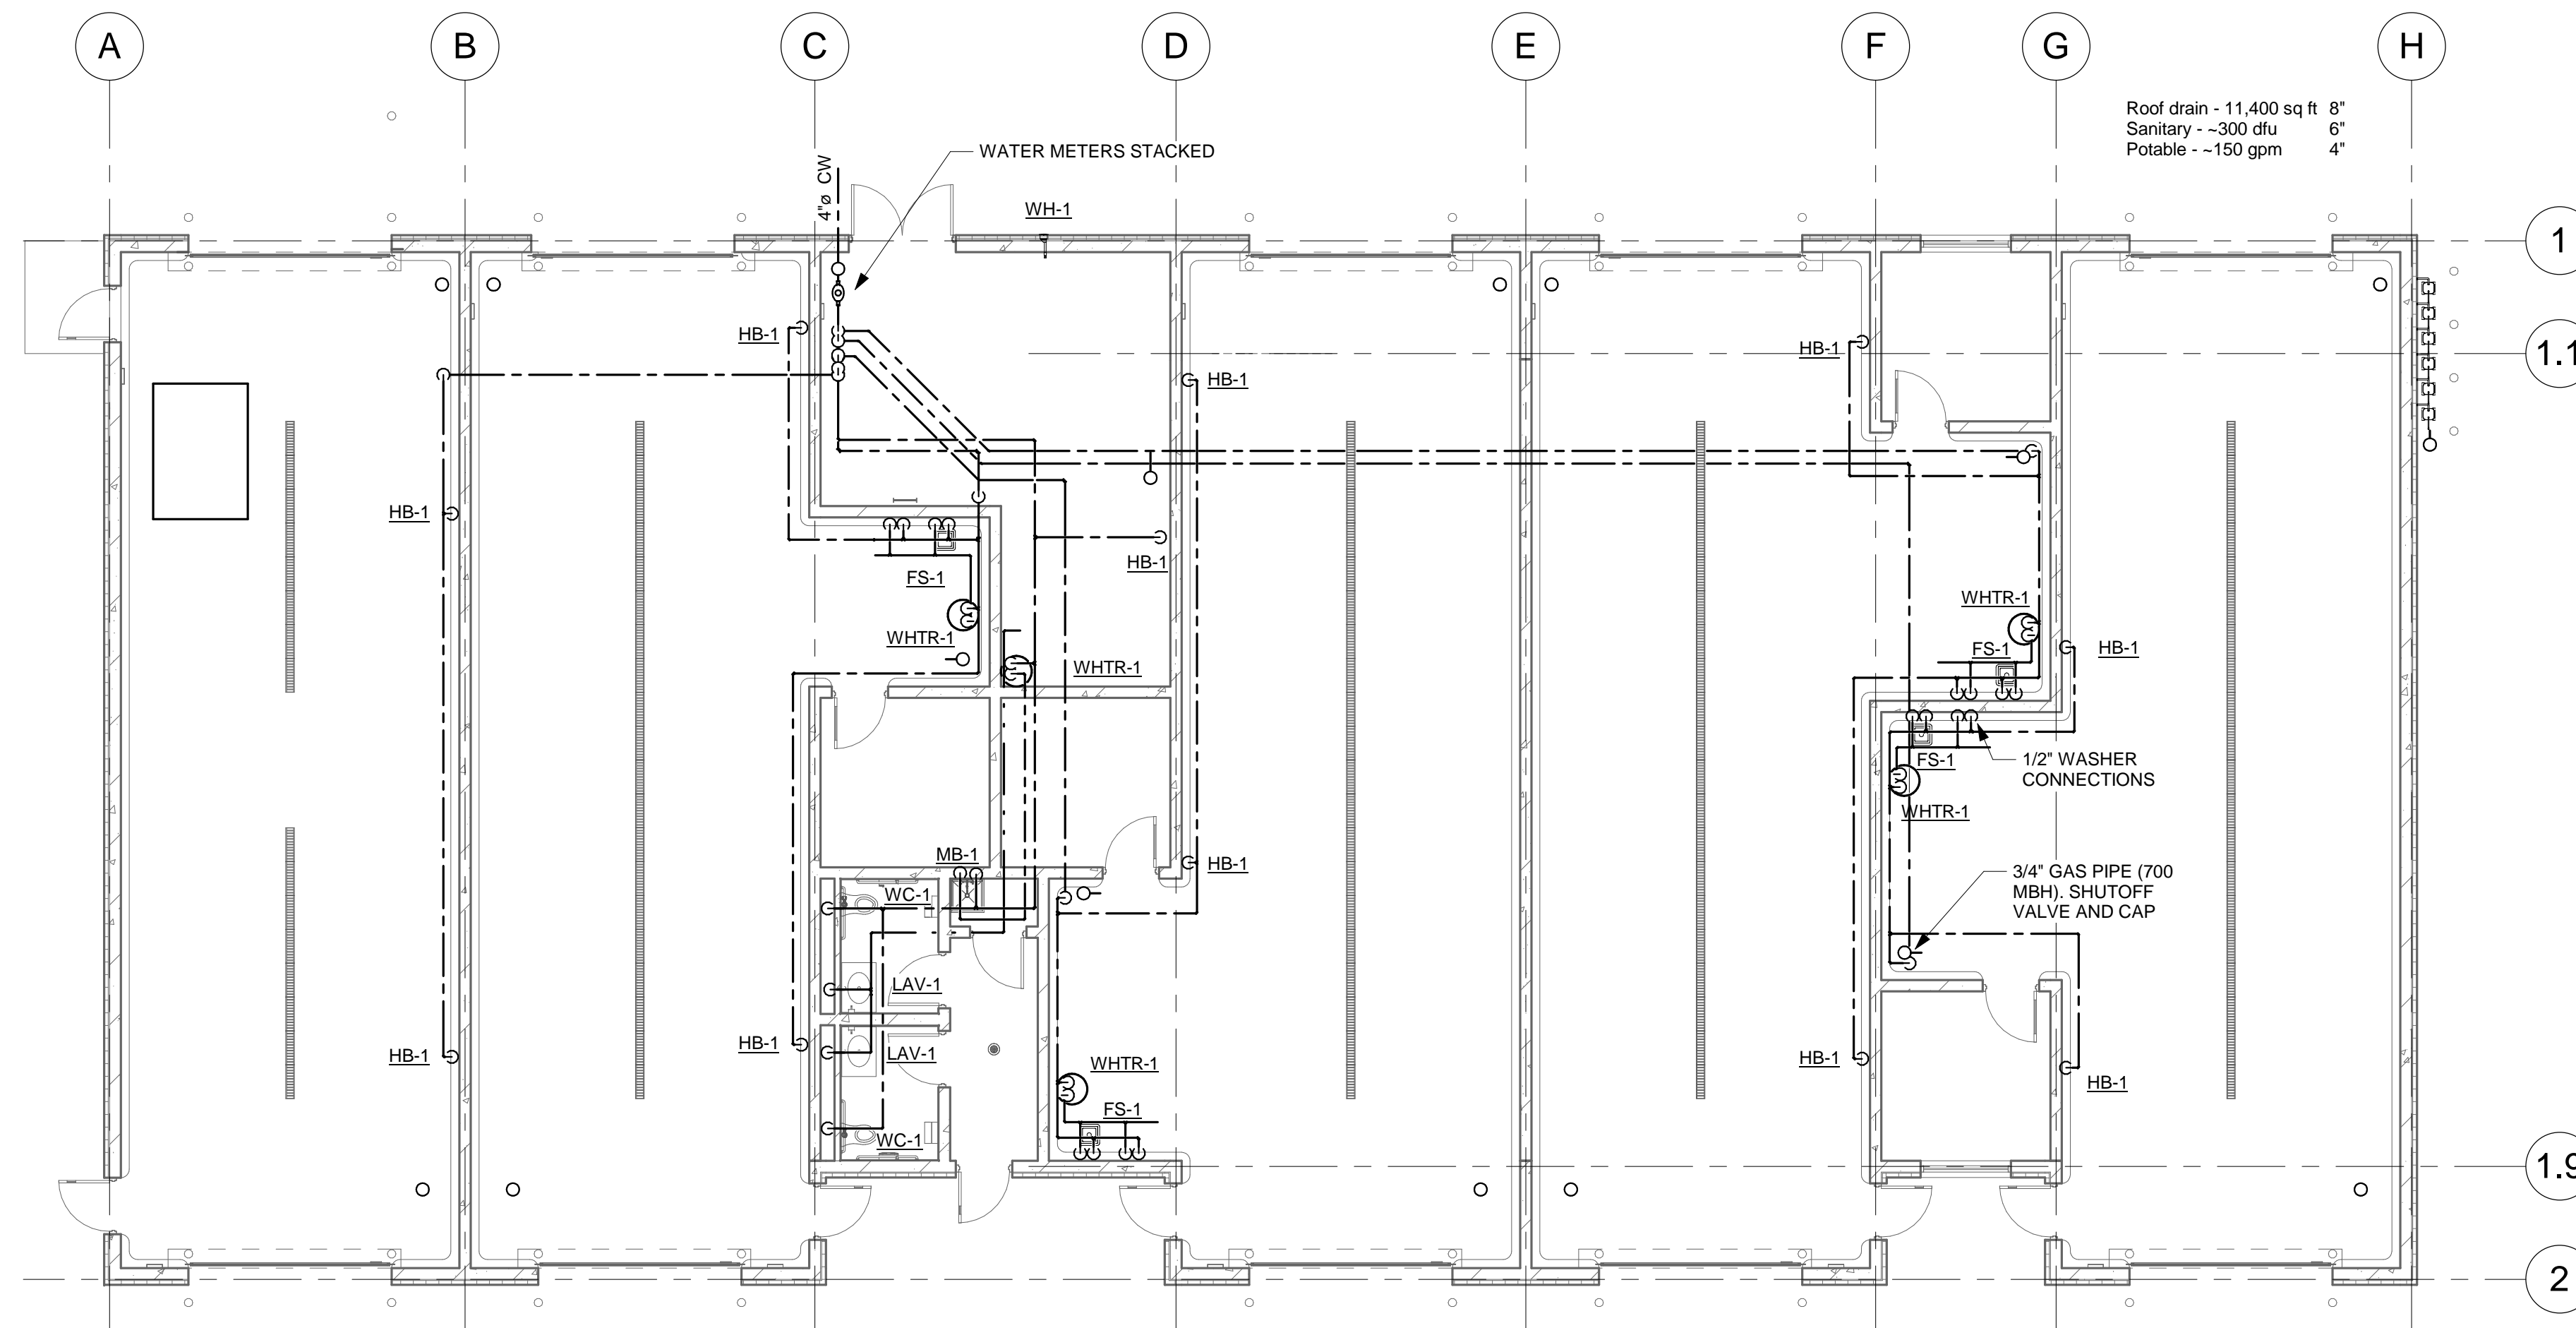 A B C D E F G H
Roof drain - 11,400 sq ft 8"
Sanitary - ~300 dfu 6"
Potable - ~150 gpm 4"
WATER METERS STACKED
4"ø CW
WH-1
1
HB-1
HB-1
1.1
HB-1
HB-1
HB-1
FS-1
WHTR-1
WHTR-1
WHTR-1
FS-1
HB-1
1/2" WASHER
CONNECTIONS
FS-1
WHTR-1
MB-1
HB-1
WC-1
3/4" GAS PIPE (700
MBH). SHUTOFF
VALVE AND CAP
LAV-1
HB-1
HB-1
LAV-1
HB-1
WHTR-1
HB-1
FS-1
WC-1
1.9
2